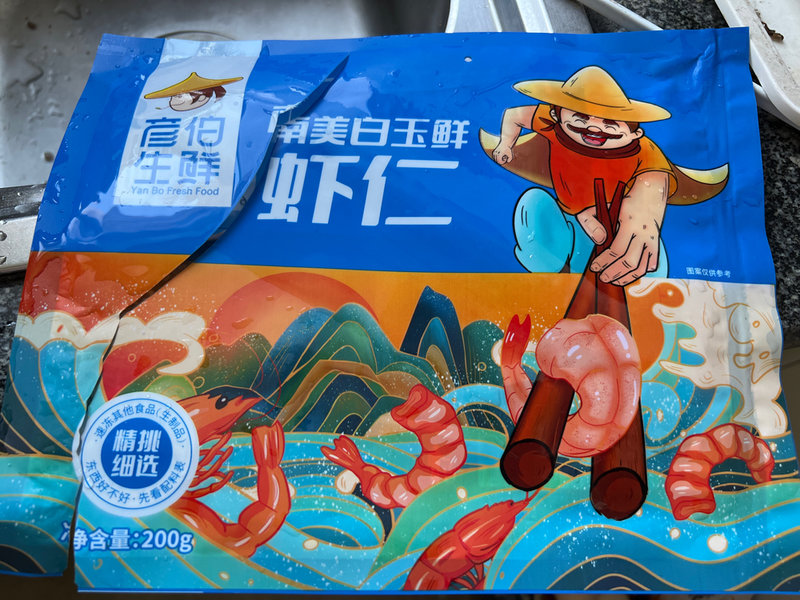 彦伯
生鲜
Yan Bo Fresh Food
南美白玉鲜
虾仁
图案仅供参考
·速冻其他食品(生制品)·
精挑
细选
东西好不好·先看配料表
净含量:200g